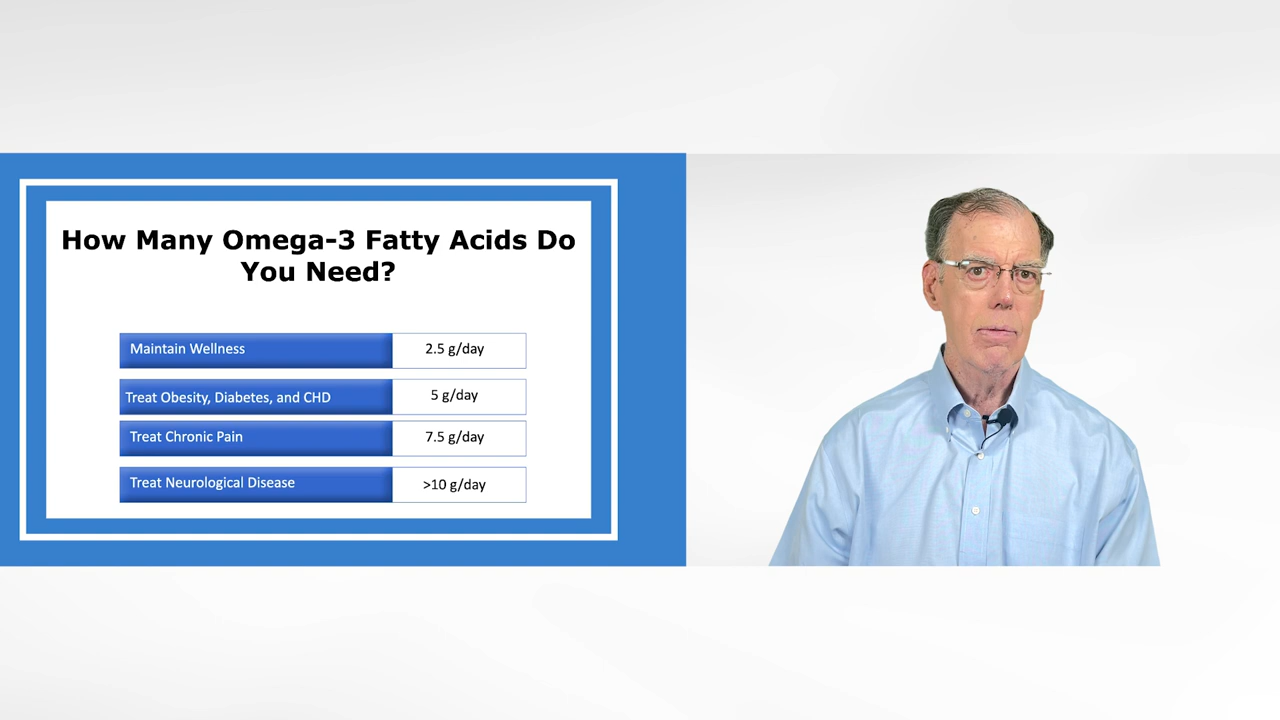 How Many Omega-3 Fatty Acids Do
You Need?
Maintain Wellness 2.5 g/day
Treat Obesity, Diabetes, and CHD 5 g/day
Treat Chronic Pain 7.5 g/day
Treat Neurological Disease >10 g/day